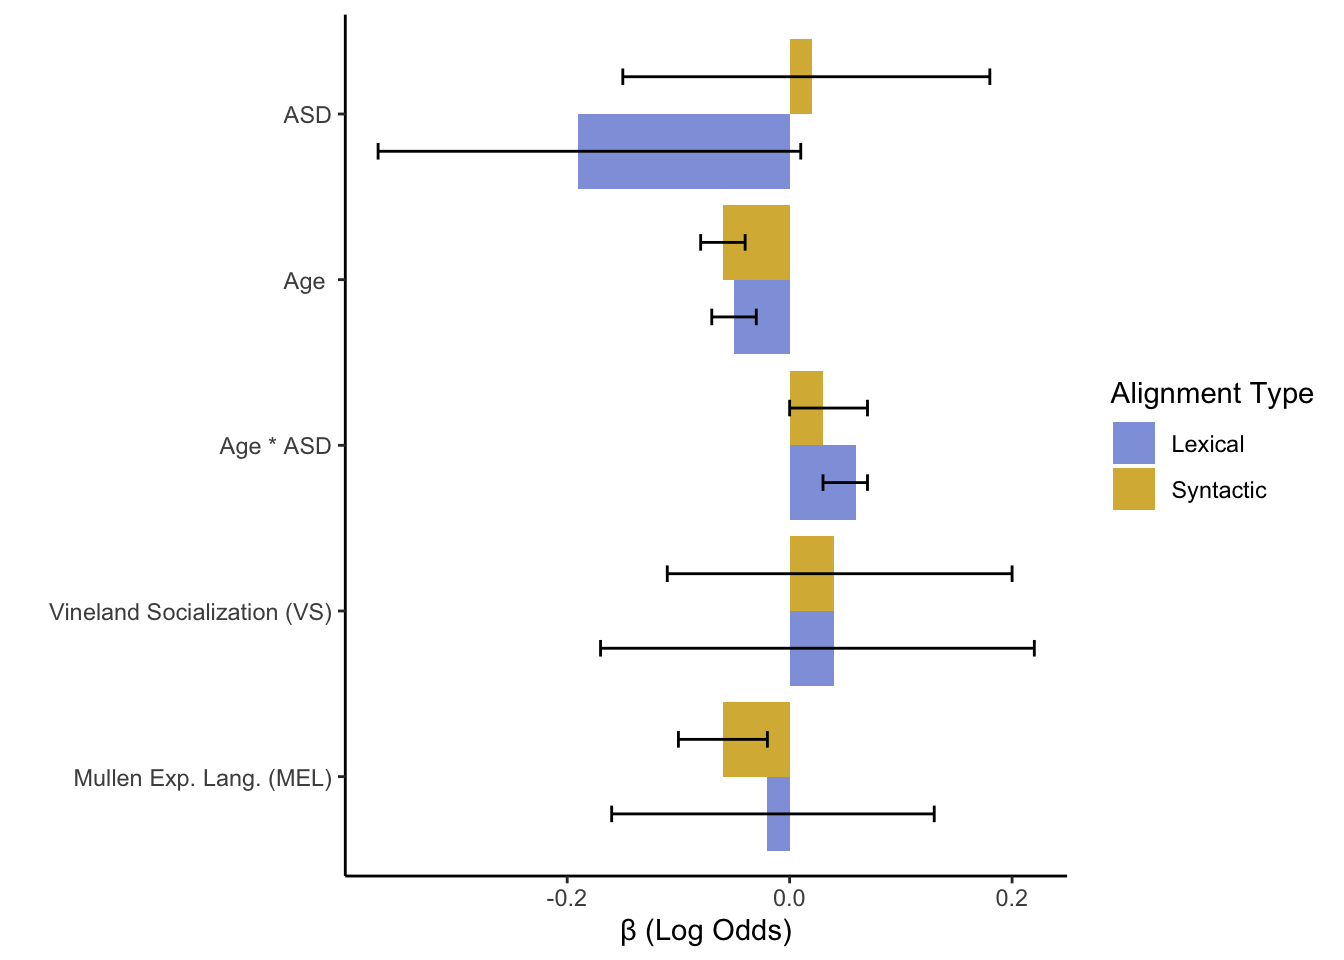 ASD
Age
Age * ASD
Vineland Socialization (VS)
Mullen Exp. Lang. (MEL)
-0.2
0.0
0.2
β (Log Odds)
Alignment Type
Lexical
Syntactic